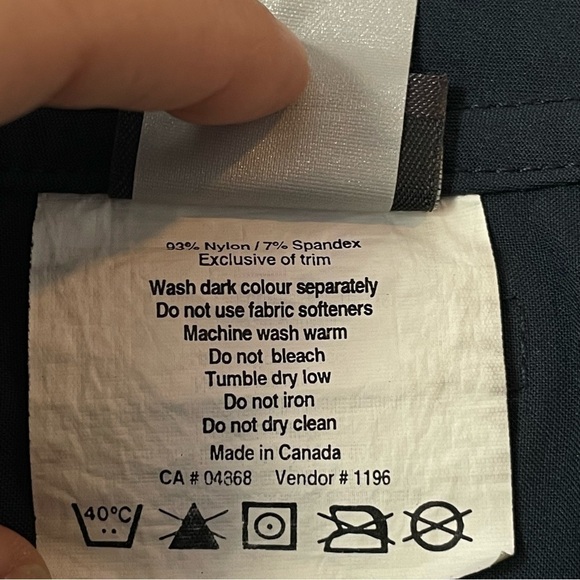 93% Nylon / 7% Spandex
Exclusive of trim
Wash dark colour separately
Do not use fabric softeners
Machine wash warm
Do not bleach
Tumble dry low
Do not iron
Do not dry clean
Made in Canada
CA # 04368 Vendor # 1196
40°C